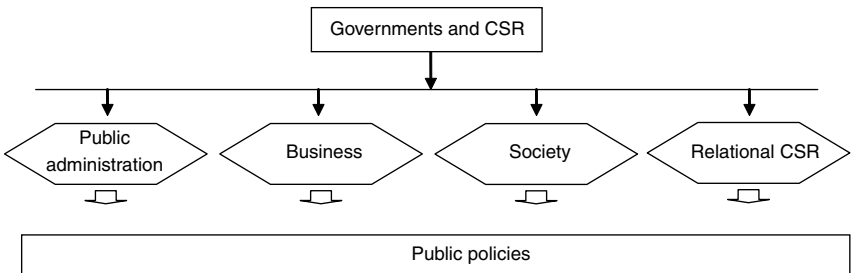 Governments and CSR
Public
administration
Business
Society
Relational CSR
Public policies